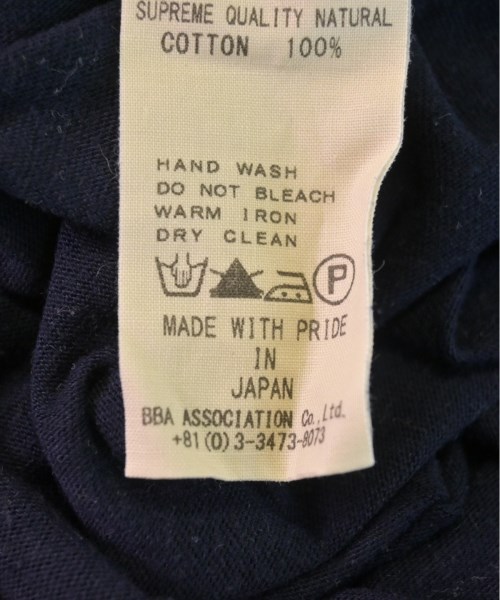 SUPREME QUALITY NATURAL
COTTON 100%
HAND WASH
DO NOT BLEACH
WARM IRON
DRY CLEAN
P
MADE WITH PRIDE
IN
JAPAN
BBA ASSOCIATION Co., Ltd.
+81(0)3-3473-8073